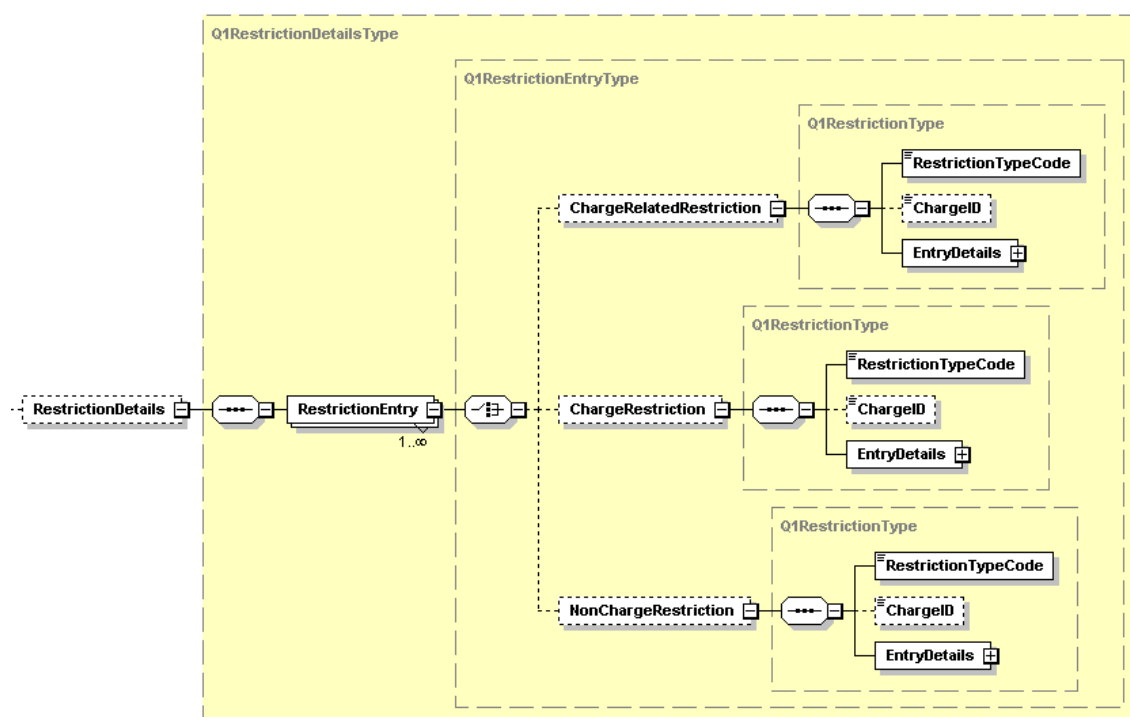 Q1RestrictionDetailsType
Q1RestrictionEntryType
Q1RestrictionType
RestrictionTypeCode
ChargeRelatedRestriction
ChargeID
EntryDetails
Q1RestrictionType
RestrictionTypeCode
RestrictionDetails
RestrictionEntry
1..∞
ChargeRestriction
ChargeID
EntryDetails
Q1RestrictionType
RestrictionTypeCode
NonChargeRestriction
ChargeID
EntryDetails